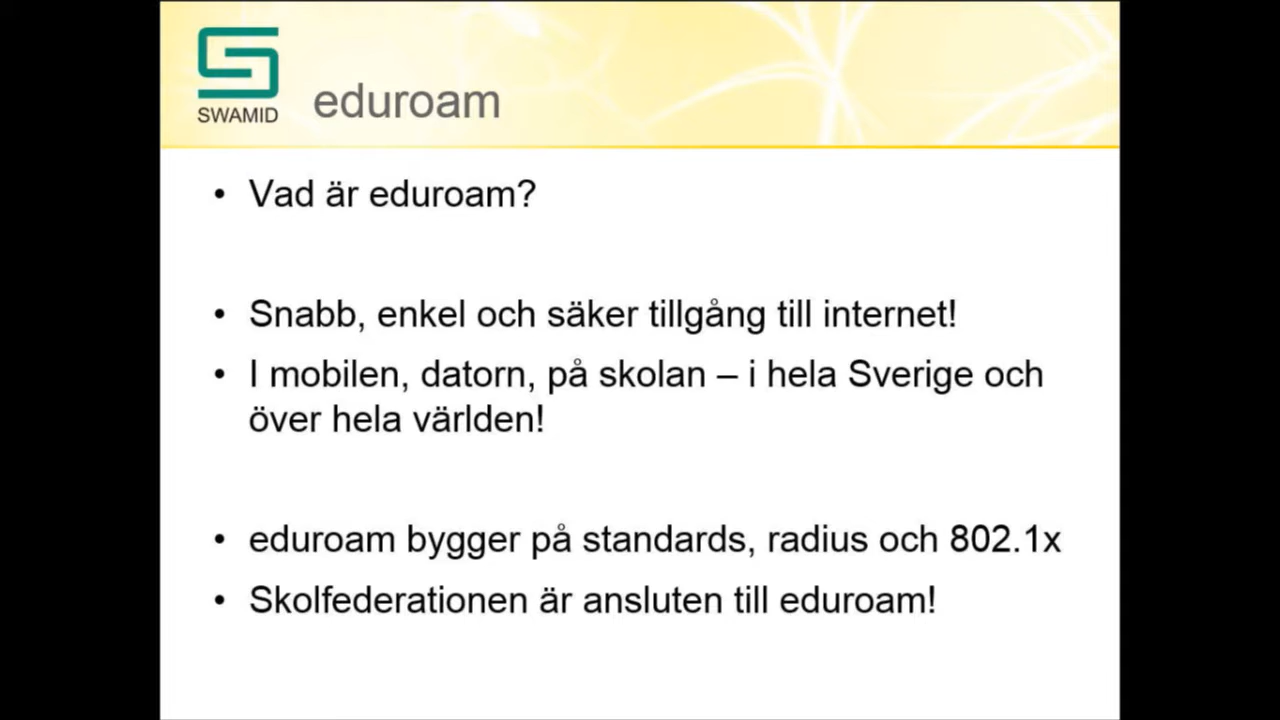 SWAMID
eduroam
• Vad är eduroam?
• Snabb, enkel och säker tillgång till internet!
• I mobilen, datorn, på skolan – i hela Sverige och
över hela världen!
• eduroam bygger på standards, radius och 802.1x
• Skolfederationen är ansluten till eduroam!